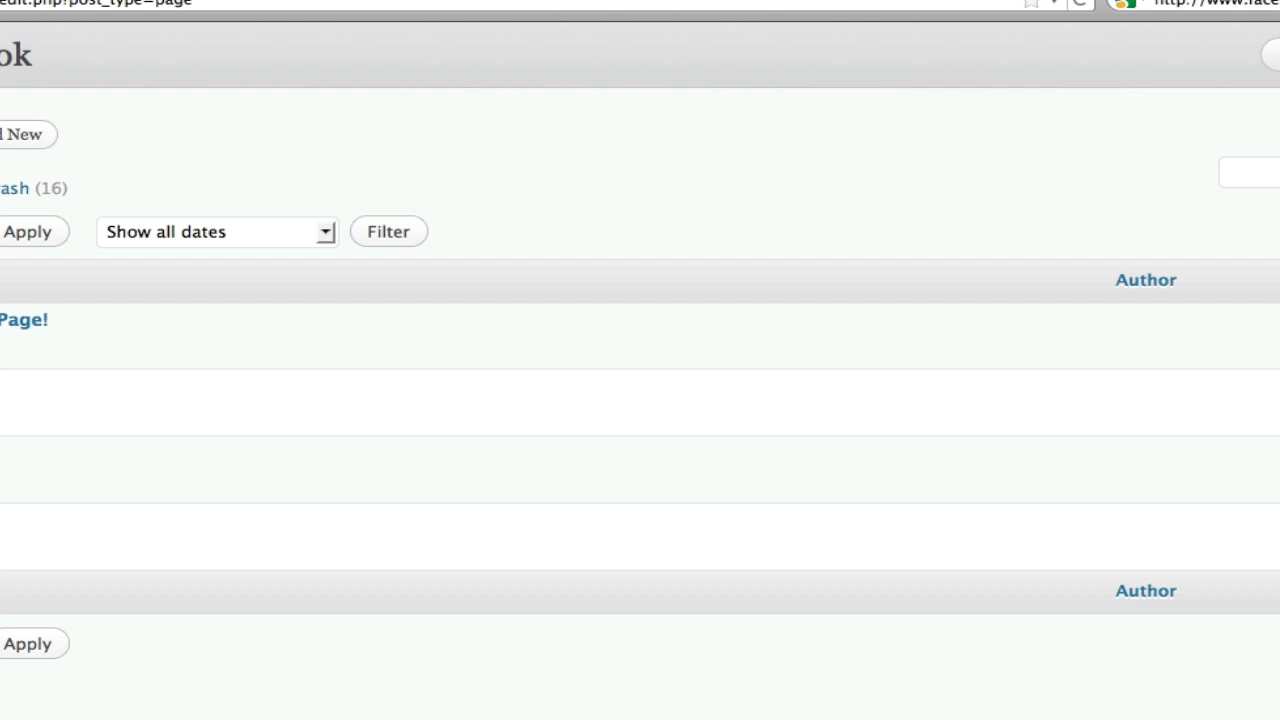 edit.php?post_type=page
http://www.face
ok
d New
rash (16)
Apply
Show all dates
Filter
Author
Page!
Author
Apply